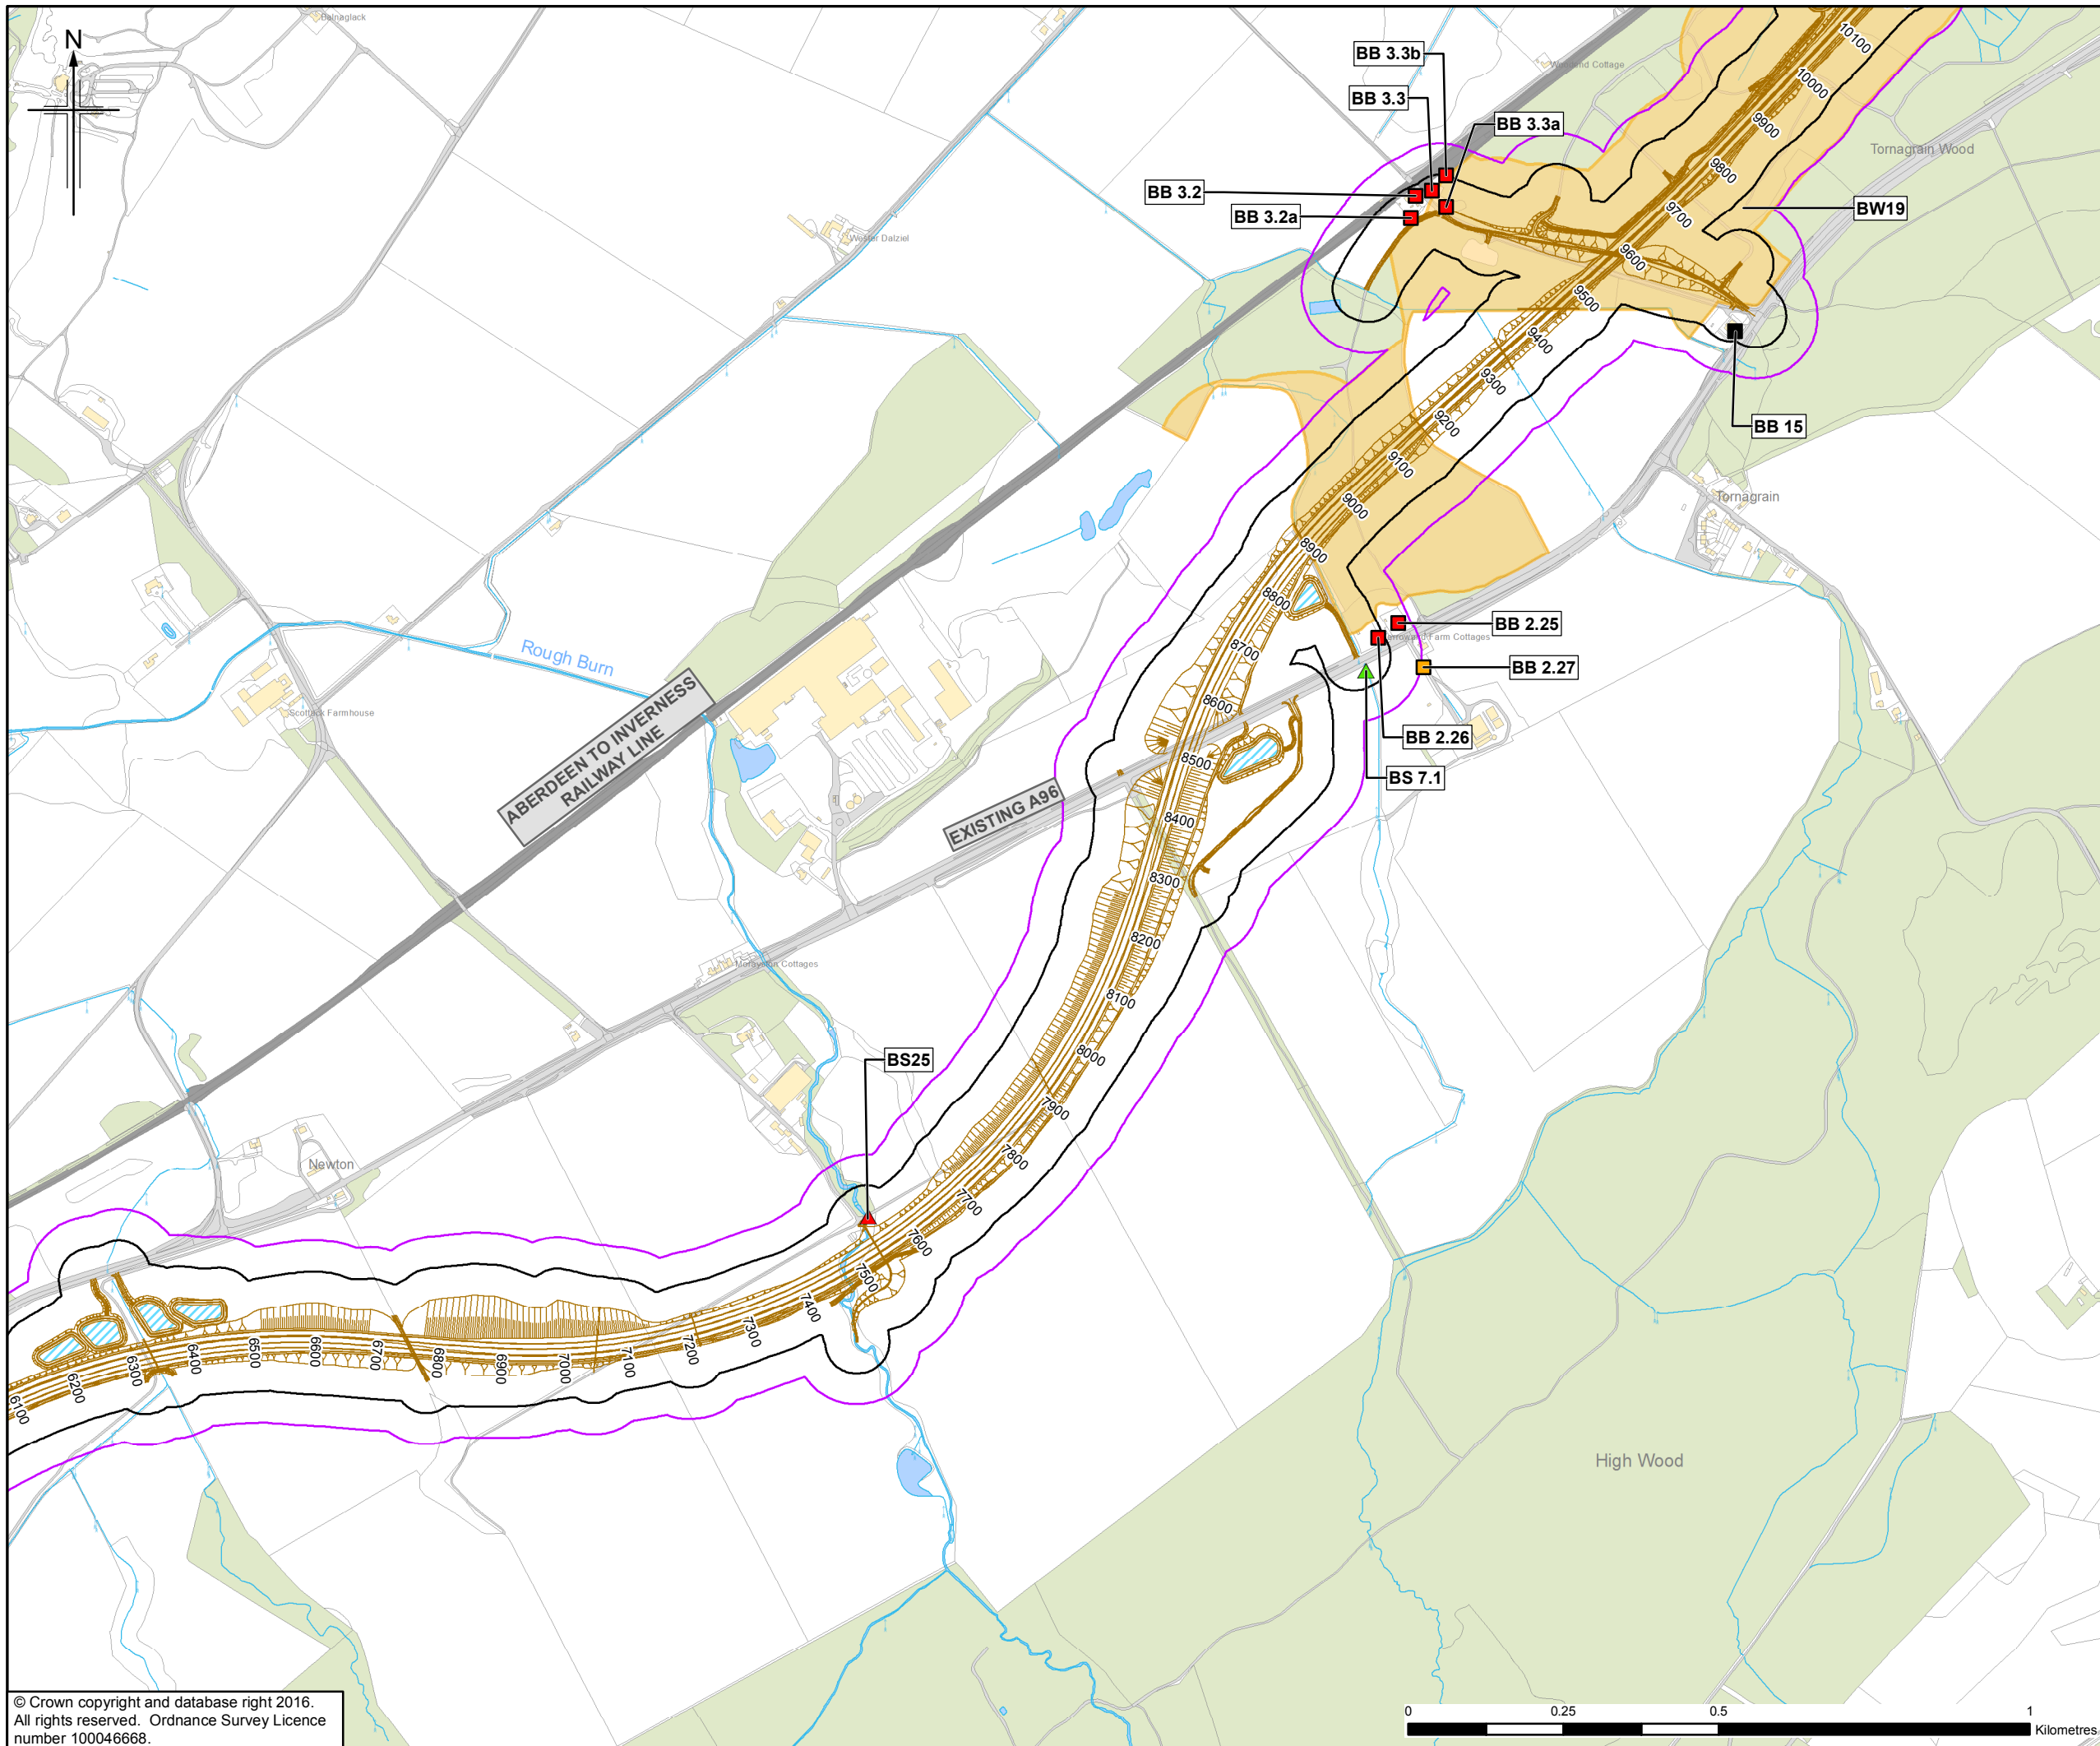 Balnaglack
N
BB 3.3b
BB 3.3
BB 3.3a
BB 3.2
BB 3.2a
BW19
BB 15
Tornagrain Wood
Wester Dalziel
Tornagrain
10100
10000
9900
9800
9700
9600
9500
9400
9300
9200
9100
9000
8900
8800
8700
8600
8500
8400
8300
8200
8100
8000
7900
7800
7700
7600
7500
7400
7300
7200
7100
7000
6900
6800
6700
6600
6500
6400
6300
6200
6100
BB 2.25
Farm Cottages
BB 2.27
BB 2.26
BS 7.1
Rough Burn
Scottack Farmhouse
ABERDEEN TO INVERNESS
RAILWAY LINE
EXISTING A96
Morayston Cottages
BS25
Newton
High Wood
© Crown copyright and database right 2016.
All rights reserved. Ordnance Survey Licence
number 100046668.
0 0.25 0.5 1
Kilometres